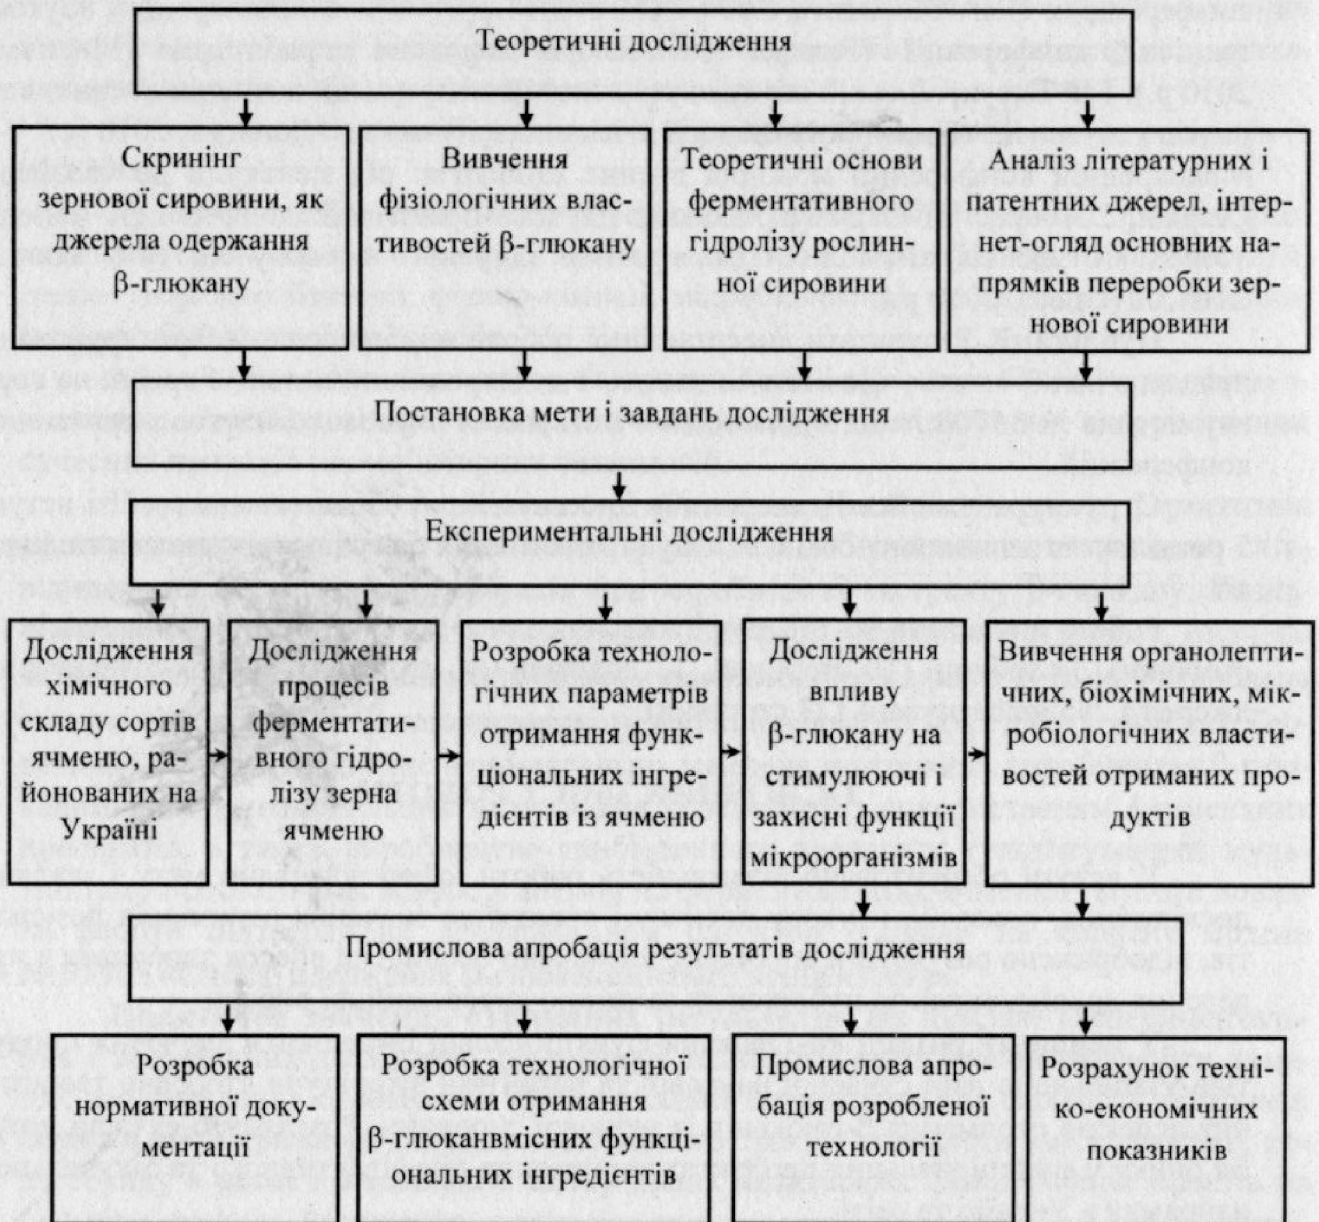 Теоретичні дослідження
Скринінг
зернової сировини, як
джерела одержання
β-глюкану
Вивчення
фізіологічних влас-
тивостей β-глюкану
Теоретичні основи
ферментативного
гідролізу рослин-
ної сировини
Аналіз літературних і
патентних джерел, інтер-
нет-огляд основних на-
прямків переробки зер-
нової сировини
Постановка мети і завдань дослідження
Експериментальні дослідження
Дослідження
хімічного
складу сортів
ячменю, ра-
йонованих на
Україні
Дослідження
процесів
ферментати-
вного гідро-
лізу зерна
ячменю
Розробка техноло-
гічних параметрів
отримання функ-
ціональних інгре-
дієнтів із ячменю
Дослідження
впливу
β-глюкану на
стимулюючі і
захисні функції
мікроорганізмів
Вивчення органолепти-
чних, біохімічних, мік-
робіологічних власти-
востей отриманих про-
дуктів
Промислова апробація результатів дослідження
Розробка
нормативної доку-
ментації
Розробка технологічної
схеми отримання
β-глюканвмісних функці-
ональних інгредієнтів
Промислова апро-
бація розробленої
технології
Розрахунок техні-
ко-економічних
показників